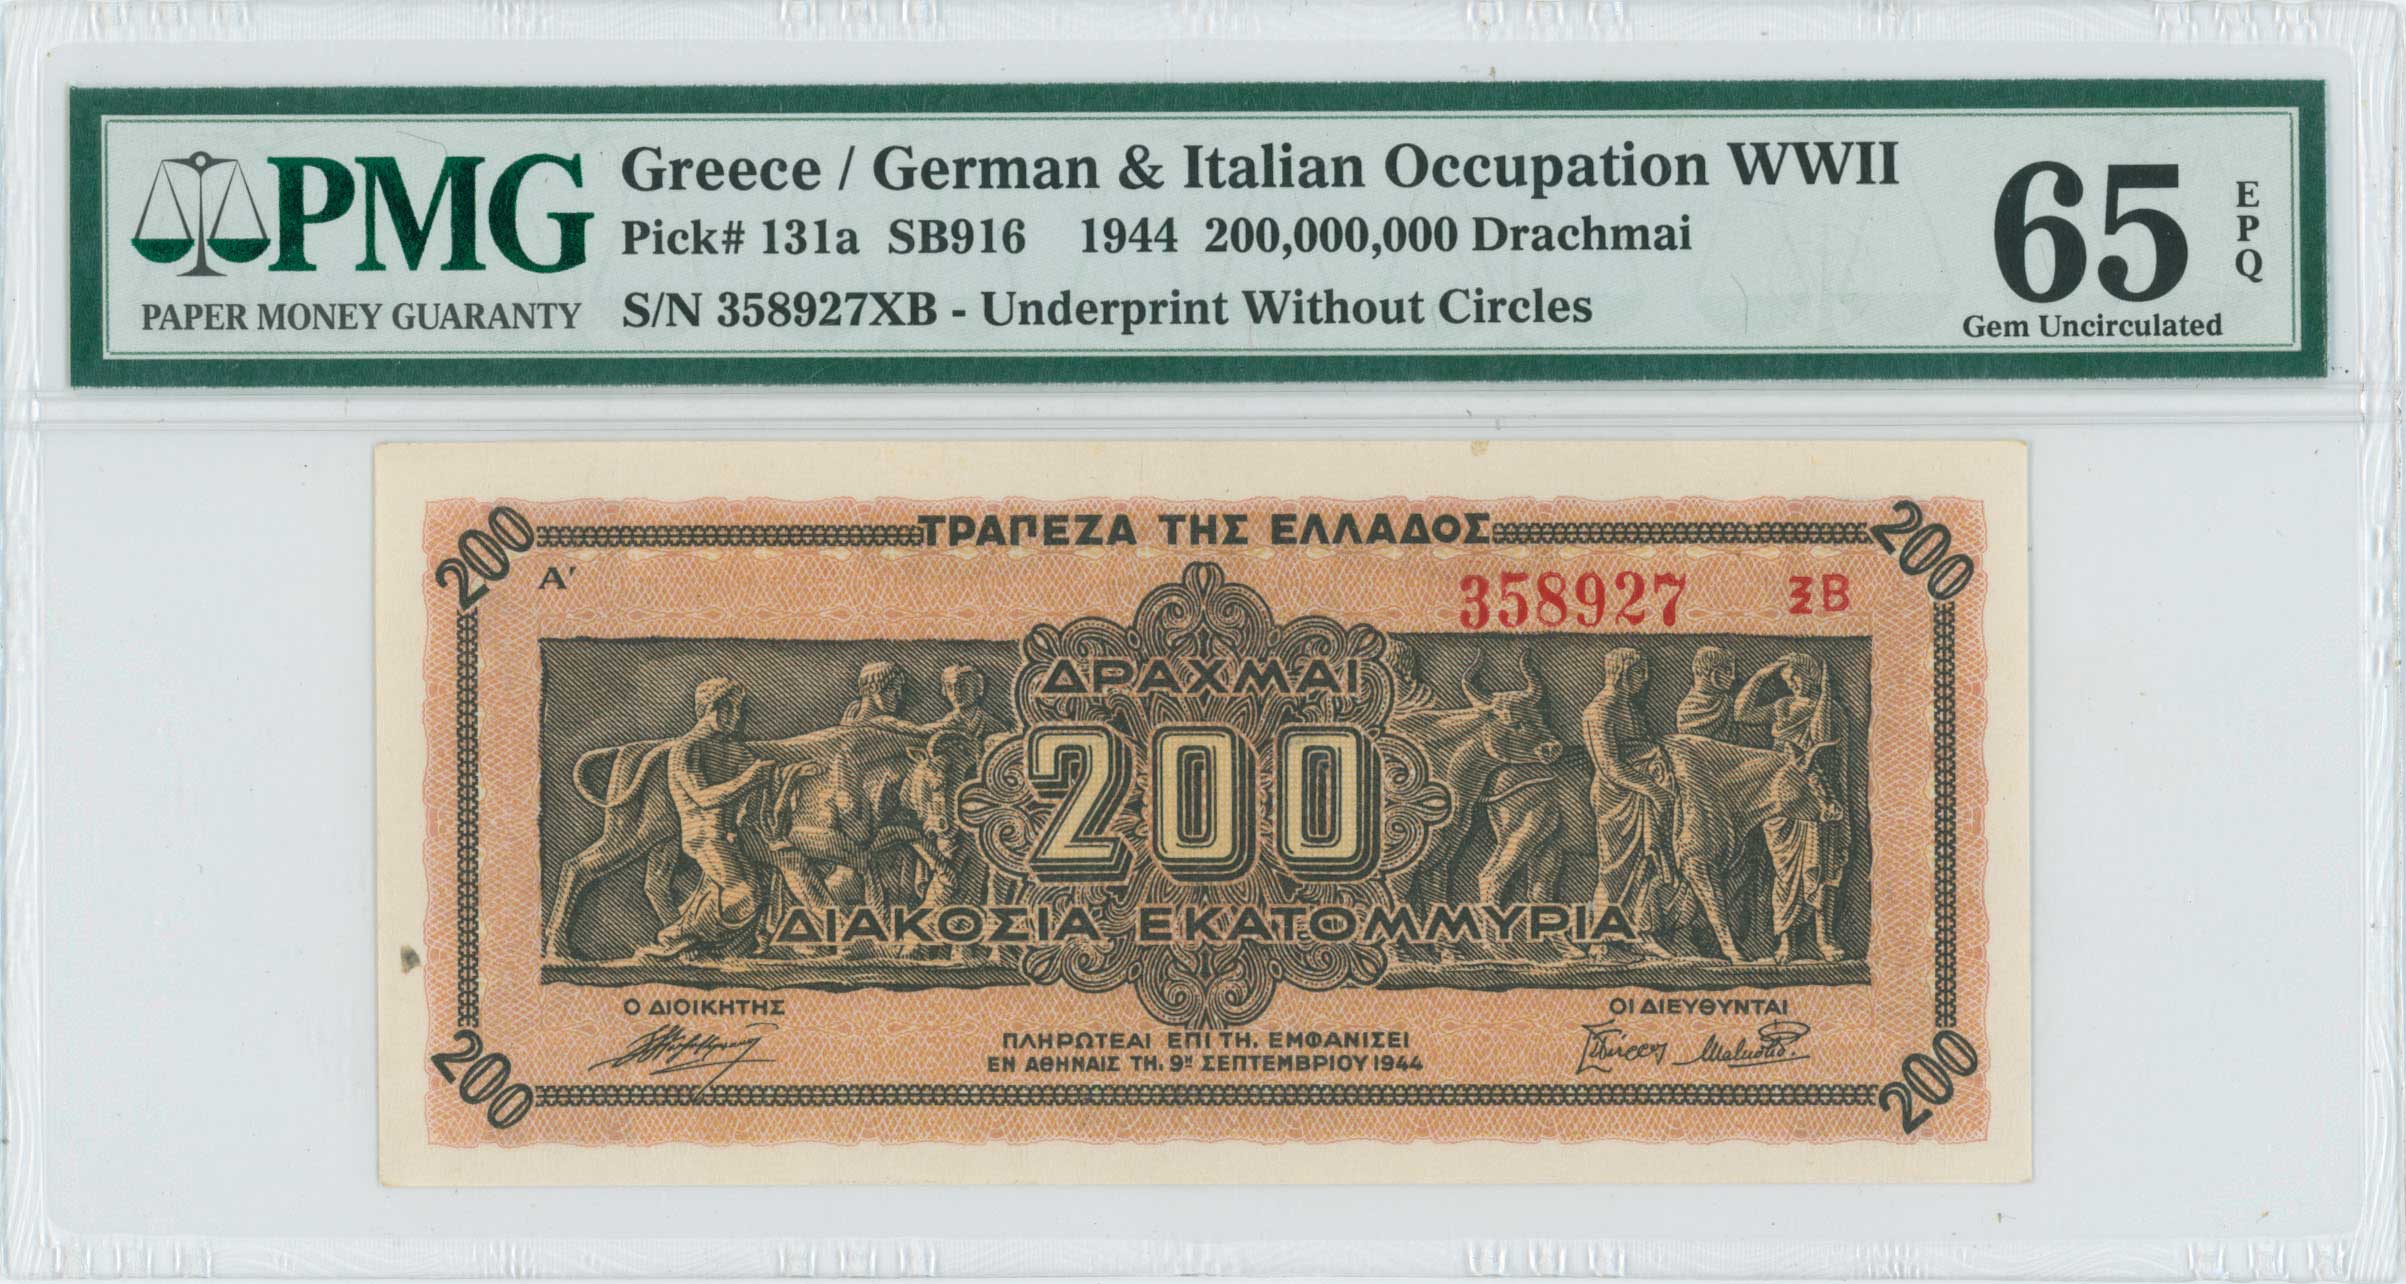 PMG
PAPER MONEY GUARANTY
Greece / German & Italian Occupation WWII
Pick# 131a SB916 1944 200,000,000 Drachmai
S/N 358927XB - Underprint Without Circles
65
EPQ
Gem Uncirculated
200 ΤΡΑΠΕΖΑ ΤΗΣ ΕΛΛΑΔΟΣ 200
Α′ 358927 ΞΒ
ΔΡΑΧΜΑΙ
200
ΔΙΑΚΟΣΙΑ ΕΚΑΤΟΜΜΥΡΙΑ
Ο ΔΙΟΙΚΗΤΗΣ ΟΙ ΔΙΕΥΘΥΝΤΑΙ
ΠΛΗΡΩΤΕΑΙ ΕΠΙ ΤΗ. ΕΜΦΑΝΙΣΕΙ
ΕΝ ΑΘΗΝΑΙΣ ΤΗ. 9Η ΣΕΠΤΕΜΒΡΙΟΥ 1944
200 200